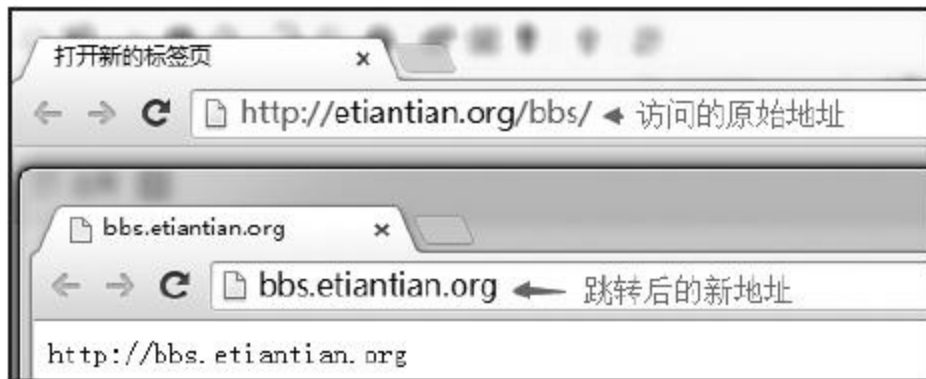 打开新的标签页
http://etiantian.org/bbs/ 访问的原始地址
bbs.etiantian.org
bbs.etiantian.org 跳转后的新地址
http://bbs.etiantian.org